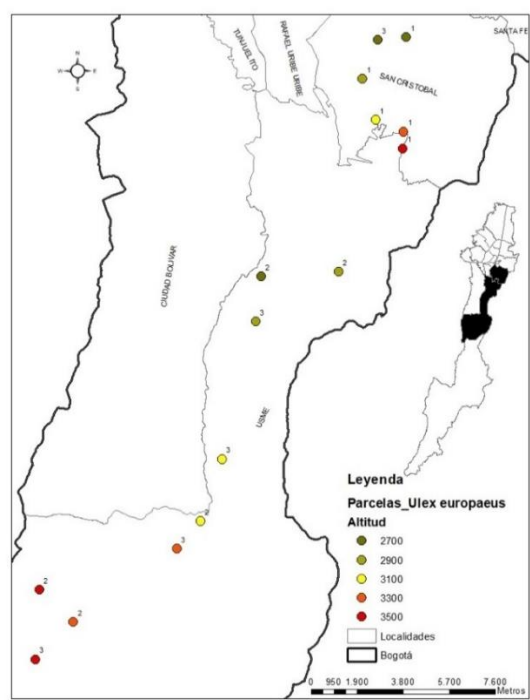 SANTA FE
TUNJUELITO
RAFAEL URIBE URIBE
SAN CRISTOBAL
N
W
E
S
3
1
1
1
1
1
2
2
3
CIUDAD BOLIVAR
USME
3
2
3
2
2
3
Leyenda
Parcelas_Ulex europaeus
Altitud
2700
2900
3100
3300
3500
Localidades
Bogotá
0 950 1.900 3.800 5.700 7.600
Metros